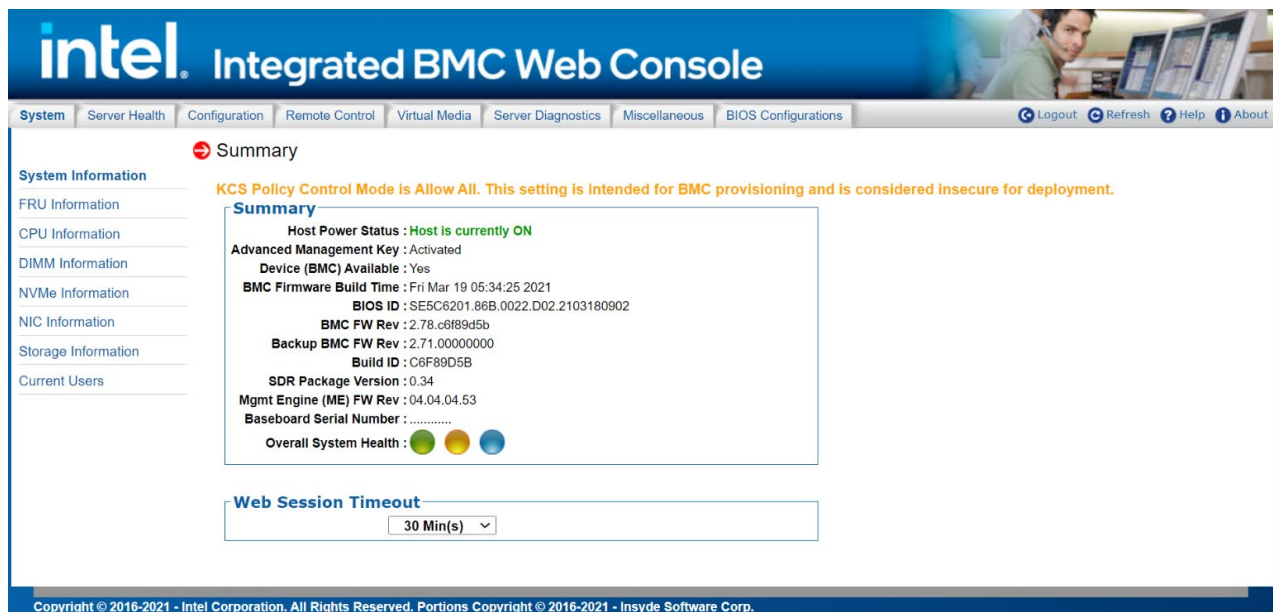 intel. Integrated BMC Web Console
System Server Health Configuration Remote Control Virtual Media Server Diagnostics Miscellaneous BIOS Configurations Logout Refresh Help About
Summary
System Information
FRU Information
CPU Information
DIMM Information
NVMe Information
NIC Information
Storage Information
Current Users
KCS Policy Control Mode is Allow All. This setting is intended for BMC provisioning and is considered insecure for deployment.
Summary
Host Power Status : Host is currently ON
Advanced Management Key : Activated
Device (BMC) Available : Yes
BMC Firmware Build Time : Fri Mar 19 05:34:25 2021
BIOS ID : SE5C6201.86B.0022.D02.2103180902
BMC FW Rev : 2.78.c6f89d5b
Backup BMC FW Rev : 2.71.00000000
Build ID : C6F89D5B
SDR Package Version : 0.34
Mgmt Engine (ME) FW Rev : 04.04.04.53
Baseboard Serial Number : ............
Overall System Health :
Web Session Timeout
30 Min(s)
Copyright © 2016-2021 - Intel Corporation. All Rights Reserved. Portions Copyright © 2016-2021 - Insyde Software Corp.